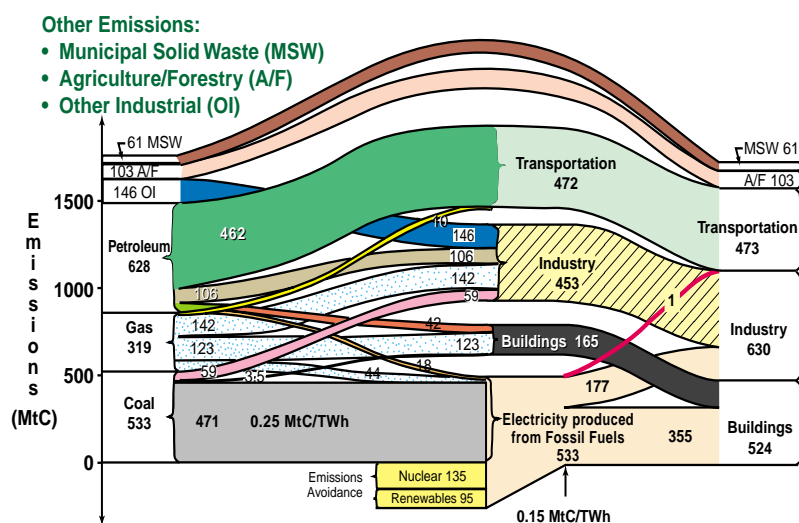 Other Emissions:
• Municipal Solid Waste (MSW)
• Agriculture/Forestry (A/F)
• Other Industrial (OI)
61 MSW
103 A/F
146 OI
1500
1000
500
0
Emissions
(MtC)
Petroleum
628
Gas
319
Coal
533
462
106
142
123
59
3.5
471
0.25 MtC/TWh
10
146
106
142
59
42
123
18
44
Transportation
472
Industry
453
Buildings 165
Electricity produced
from Fossil Fuels
533
1
177
355
MSW 61
A/F 103
Transportation
473
Industry
630
Buildings
524
Emissions
Avoidance
Nuclear 135
Renewables 95
0.15 MtC/TWh